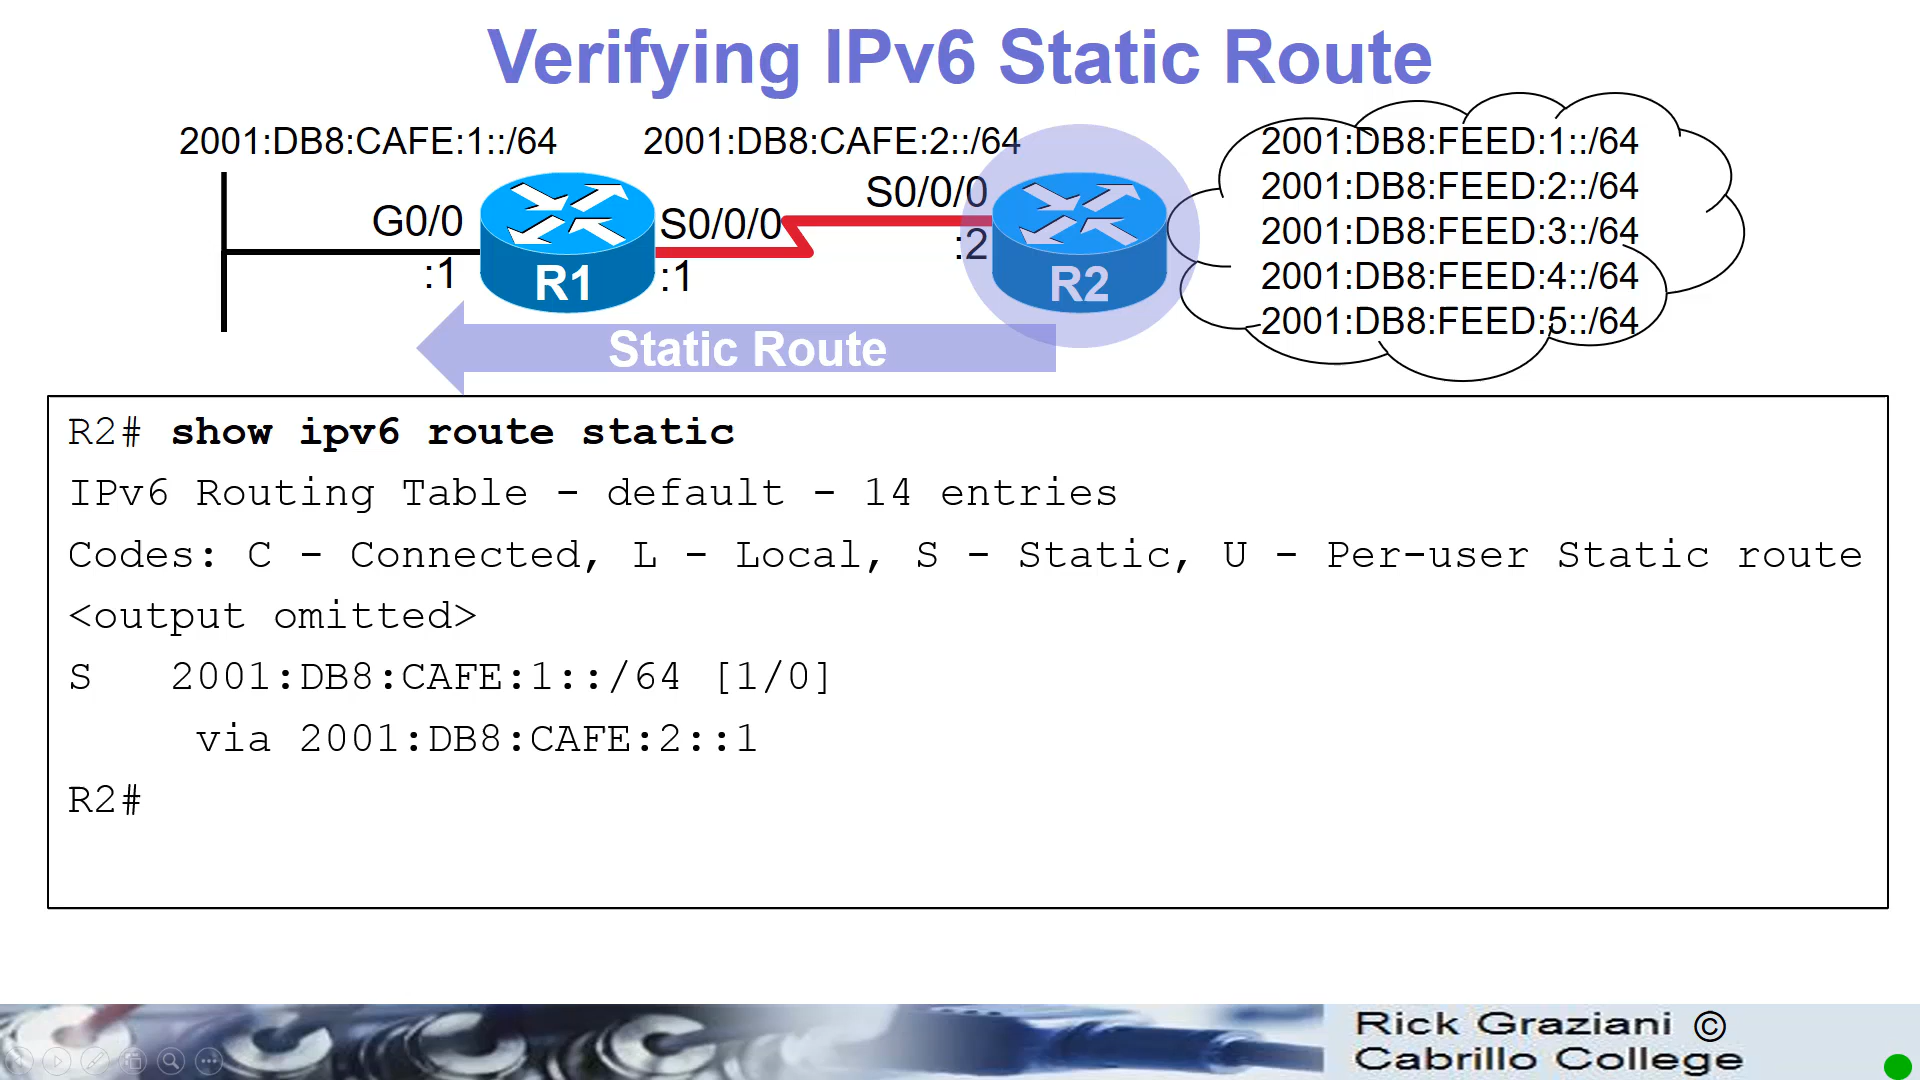 Verifying IPv6 Static Route
2001:DB8:CAFE:1::/64
2001:DB8:CAFE:2::/64
2001:DB8:FEED:1::/64
2001:DB8:FEED:2::/64
2001:DB8:FEED:3::/64
2001:DB8:FEED:4::/64
2001:DB8:FEED:5::/64
G0/0
S0/0/0
S0/0/0
:1
R1
:1
:2
R2
Static Route
R2# show ipv6 route static
IPv6 Routing Table - default - 14 entries
Codes: C - Connected, L - Local, S - Static, U - Per-user Static route
<output omitted>
S   2001:DB8:CAFE:1::/64 [1/0]
     via 2001:DB8:CAFE:2::1
R2#
Rick Graziani ©
Cabrillo College